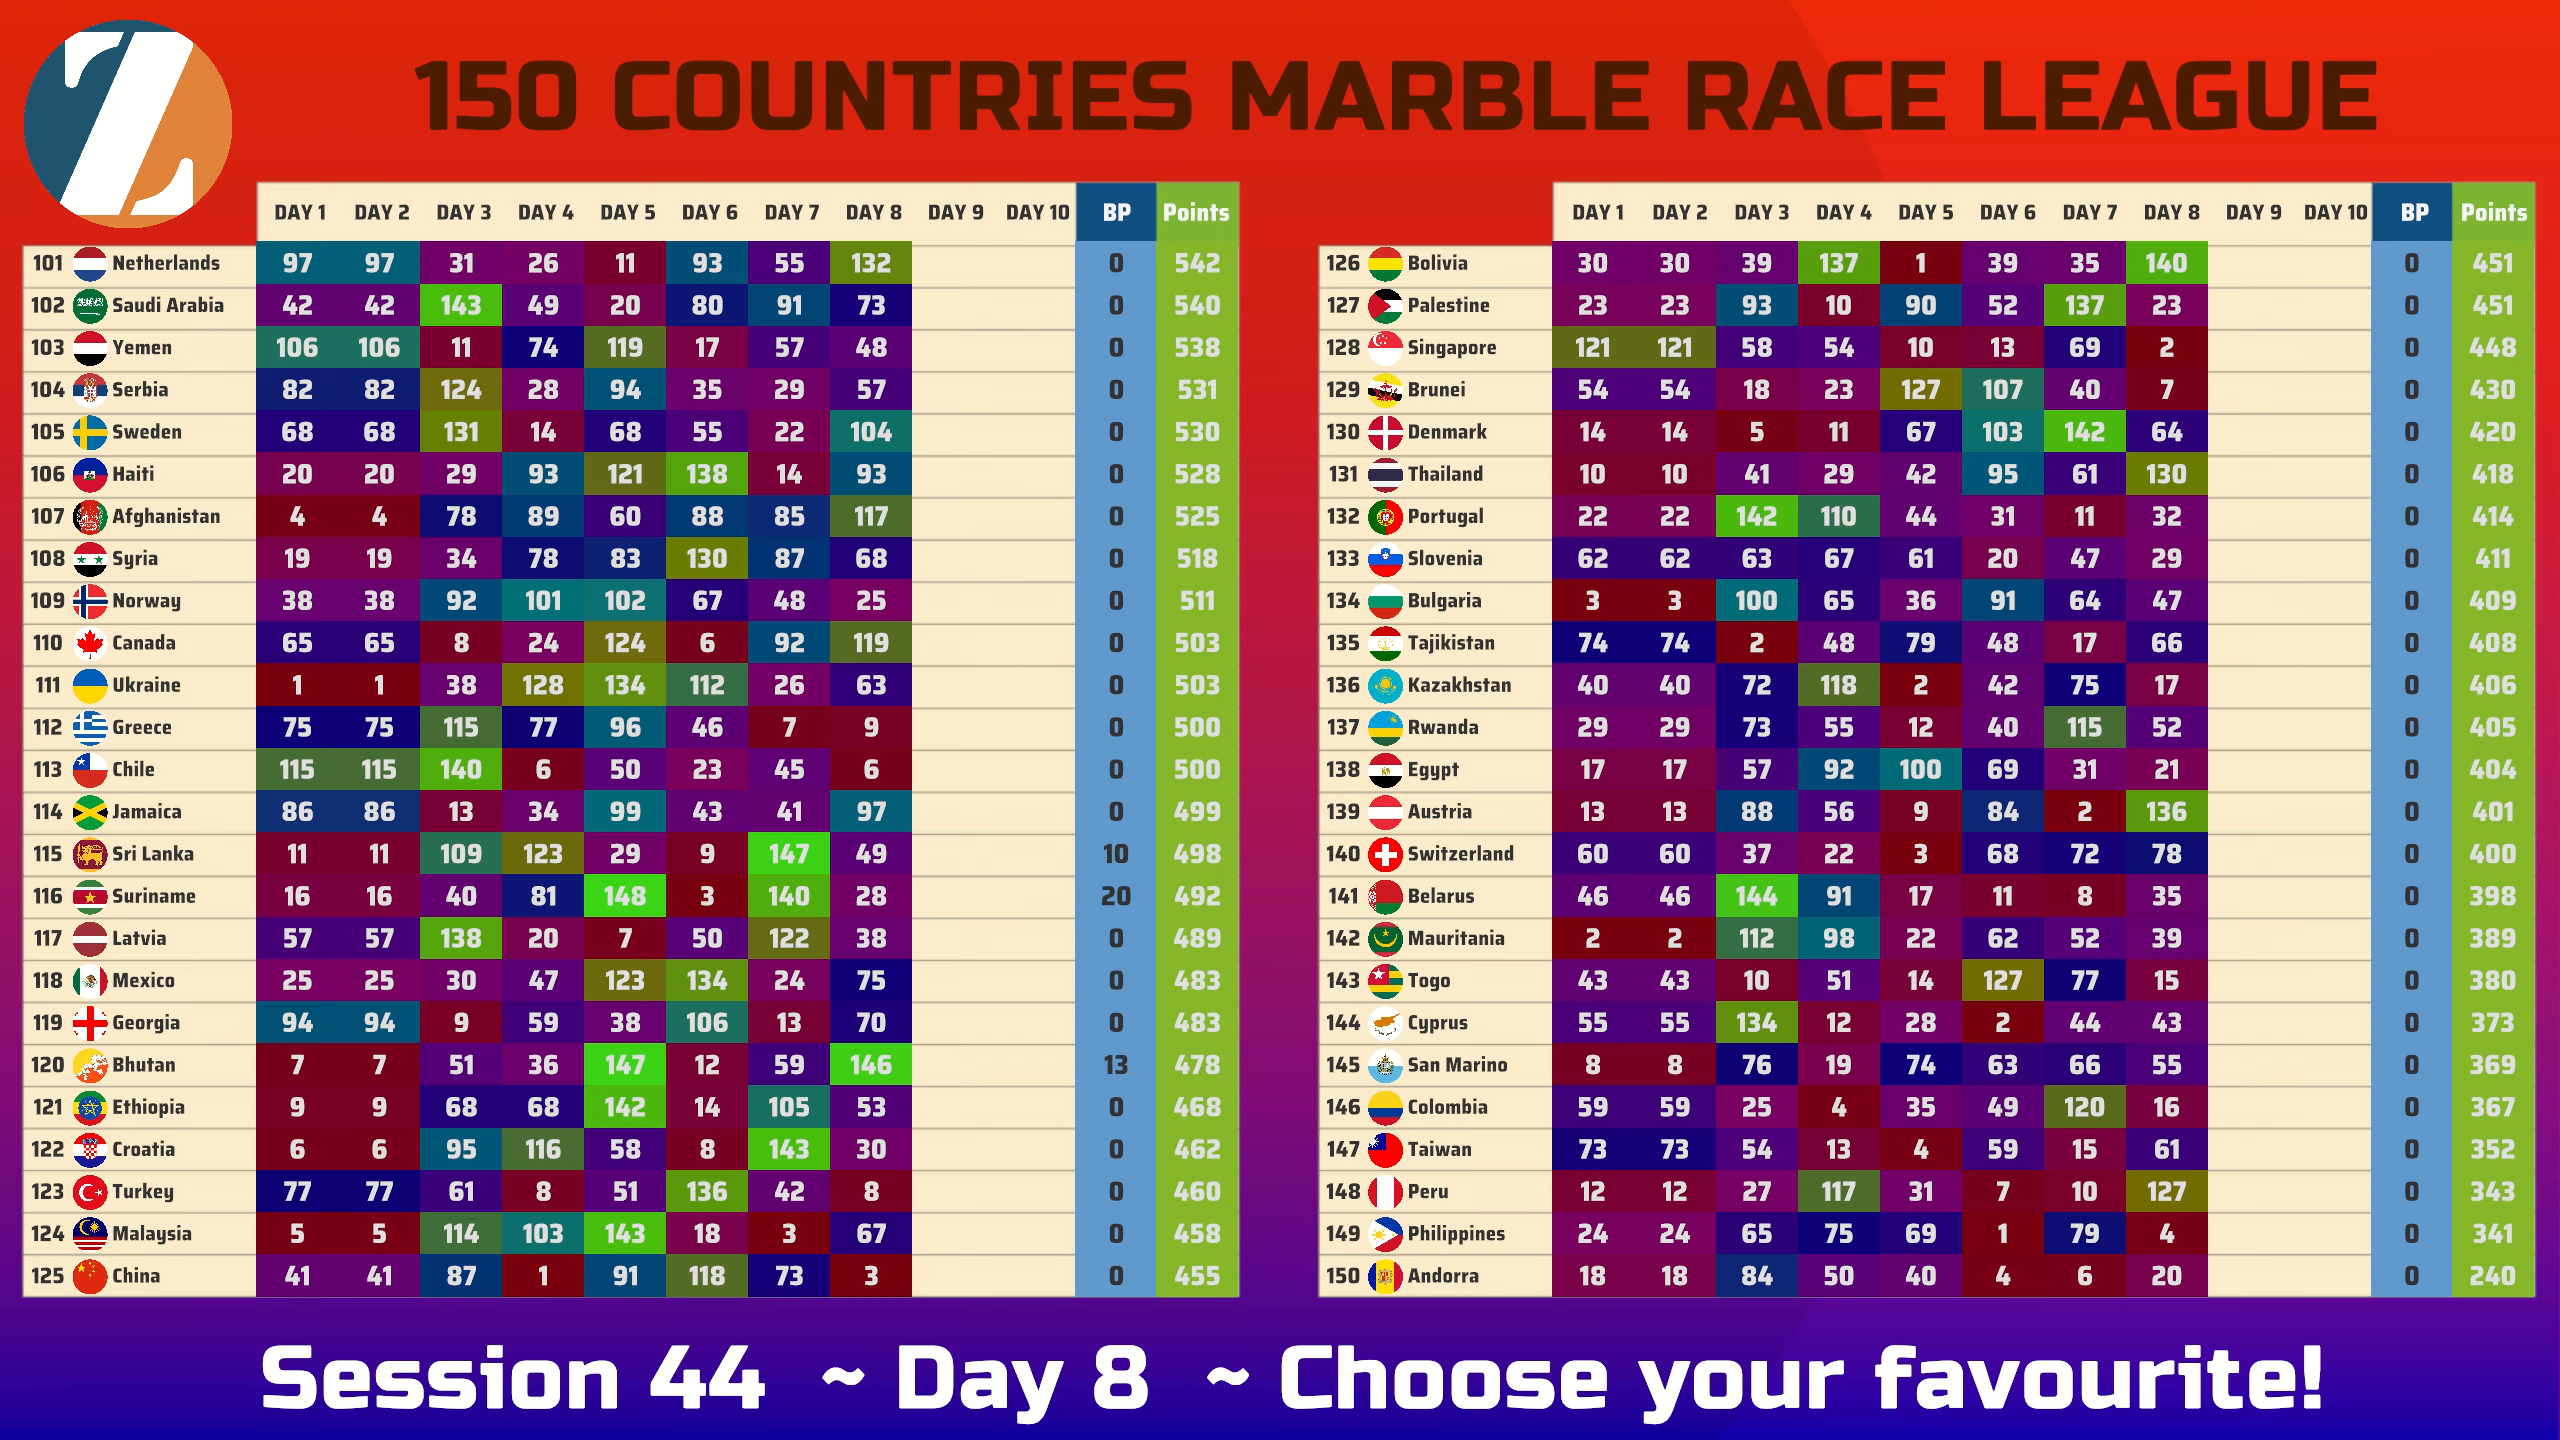 Z
150 COUNTRIES MARBLE RACE LEAGUE
DAY 1 DAY 2 DAY 3 DAY 4 DAY 5 DAY 6 DAY 7 DAY 8 DAY 9 DAY 10 BP Points
101 Netherlands 97 97 31 26 11 93 55 132 0 542
102 Saudi Arabia 42 42 143 49 20 80 91 73 0 540
103 Yemen 106 106 11 74 119 17 57 48 0 538
104 Serbia 82 82 124 28 94 35 29 57 0 531
105 Sweden 68 68 131 14 68 55 22 104 0 530
106 Haiti 20 20 29 93 121 138 14 93 0 528
107 Afghanistan 4 4 78 89 60 88 85 117 0 525
108 Syria 19 19 34 78 83 130 87 68 0 518
109 Norway 38 38 92 101 102 67 48 25 0 511
110 Canada 65 65 8 24 124 6 92 119 0 503
111 Ukraine 1 1 38 128 134 112 26 63 0 503
112 Greece 75 75 115 77 96 46 7 9 0 500
113 Chile 115 115 140 6 50 23 45 6 0 500
114 Jamaica 86 86 13 34 99 43 41 97 0 499
115 Sri Lanka 11 11 109 123 29 9 147 49 10 498
116 Suriname 16 16 40 81 148 3 140 28 20 492
117 Latvia 57 57 138 20 7 50 122 38 0 489
118 Mexico 25 25 30 47 123 134 24 75 0 483
119 Georgia 94 94 9 59 38 106 13 70 0 483
120 Bhutan 7 7 51 36 147 12 59 146 13 478
121 Ethiopia 9 9 68 68 142 14 105 53 0 468
122 Croatia 6 6 95 116 58 8 143 30 0 462
123 Turkey 77 77 61 8 51 136 42 8 0 460
124 Malaysia 5 5 114 103 143 18 3 67 0 458
125 China 41 41 87 1 91 118 73 3 0 455
DAY 1 DAY 2 DAY 3 DAY 4 DAY 5 DAY 6 DAY 7 DAY 8 DAY 9 DAY 10 BP Points
126 Bolivia 30 30 39 137 1 39 35 140 0 451
127 Palestine 23 23 93 10 90 52 137 23 0 451
128 Singapore 121 121 58 54 10 13 69 2 0 448
129 Brunei 54 54 18 23 127 107 40 7 0 430
130 Denmark 14 14 5 11 67 103 142 64 0 420
131 Thailand 10 10 41 29 42 95 61 130 0 418
132 Portugal 22 22 142 110 44 31 11 32 0 414
133 Slovenia 62 62 63 67 61 20 47 29 0 411
134 Bulgaria 3 3 100 65 36 91 64 47 0 409
135 Tajikistan 74 74 2 48 79 48 17 66 0 408
136 Kazakhstan 40 40 72 118 2 42 75 17 0 406
137 Rwanda 29 29 73 55 12 40 115 52 0 405
138 Egypt 17 17 57 92 100 69 31 21 0 404
139 Austria 13 13 88 56 9 84 2 136 0 401
140 Switzerland 60 60 37 22 3 68 72 78 0 400
141 Belarus 46 46 144 91 17 11 8 35 0 398
142 Mauritania 2 2 112 98 22 62 52 39 0 389
143 Togo 43 43 10 51 14 127 77 15 0 380
144 Cyprus 55 55 134 12 28 2 44 43 0 373
145 San Marino 8 8 76 19 74 63 66 55 0 369
146 Colombia 59 59 25 4 35 49 120 16 0 367
147 Taiwan 73 73 54 13 4 59 15 61 0 352
148 Peru 12 12 27 117 31 7 10 127 0 343
149 Philippines 24 24 65 75 69 1 79 4 0 341
150 Andorra 18 18 84 50 40 4 6 20 0 240
Session 44 ~ Day 8 ~ Choose your favourite!